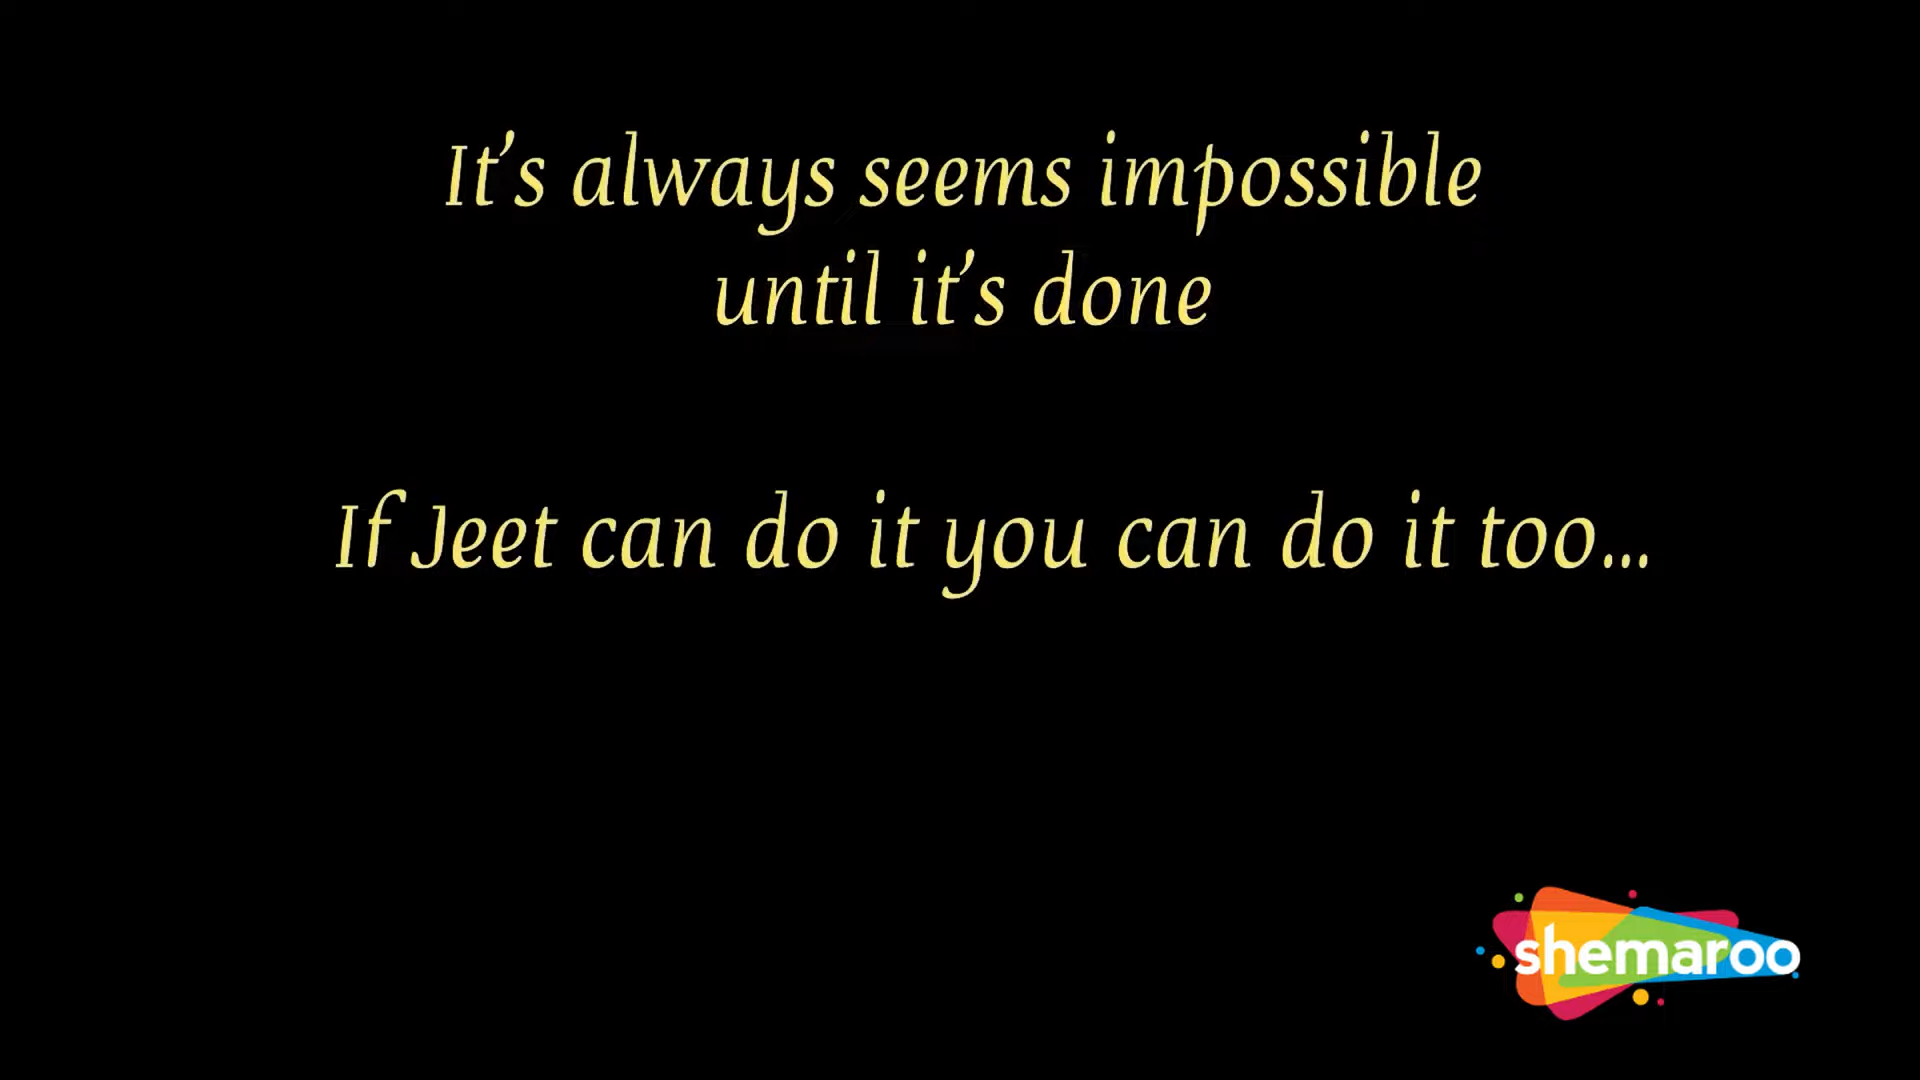 It’s always seems impossible
until it’s done
If Jeet can do it you can do it too...
shemaroo